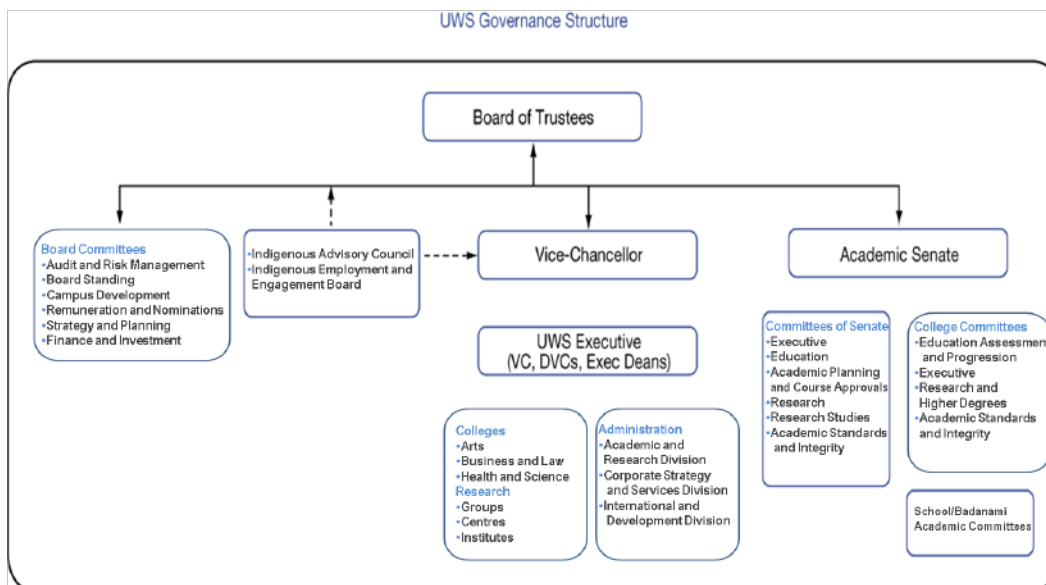 UWS Governance Structure
Board of Trustees
Board Committees
•Audit and Risk Management
•Board Standing
•Campus Development
•Remuneration and Nominations
•Strategy and Planning
•Finance and Investment
•Indigenous Advisory Council
•Indigenous Employment and
Engagement Board
Vice-Chancellor
Academic Senate
UWS Executive
(VC, DVCs, Exec Deans)
Colleges
•Arts
•Business and Law
•Health and Science
Research
•Groups
•Centres
•Institutes
Administration
•Academic and
Research Division
•Corporate Strategy
and Services Division
•International and
Development Division
Committees of Senate
•Executive
•Education
•Academic Planning
and Course Approvals
•Research
•Research Studies
•Academic Standards
and Integrity
College Committees
•Education Assessment
and Progression
•Executive
•Research and
Higher Degrees
•Academic Standards
and Integrity
School/Badanami
Academic Committees